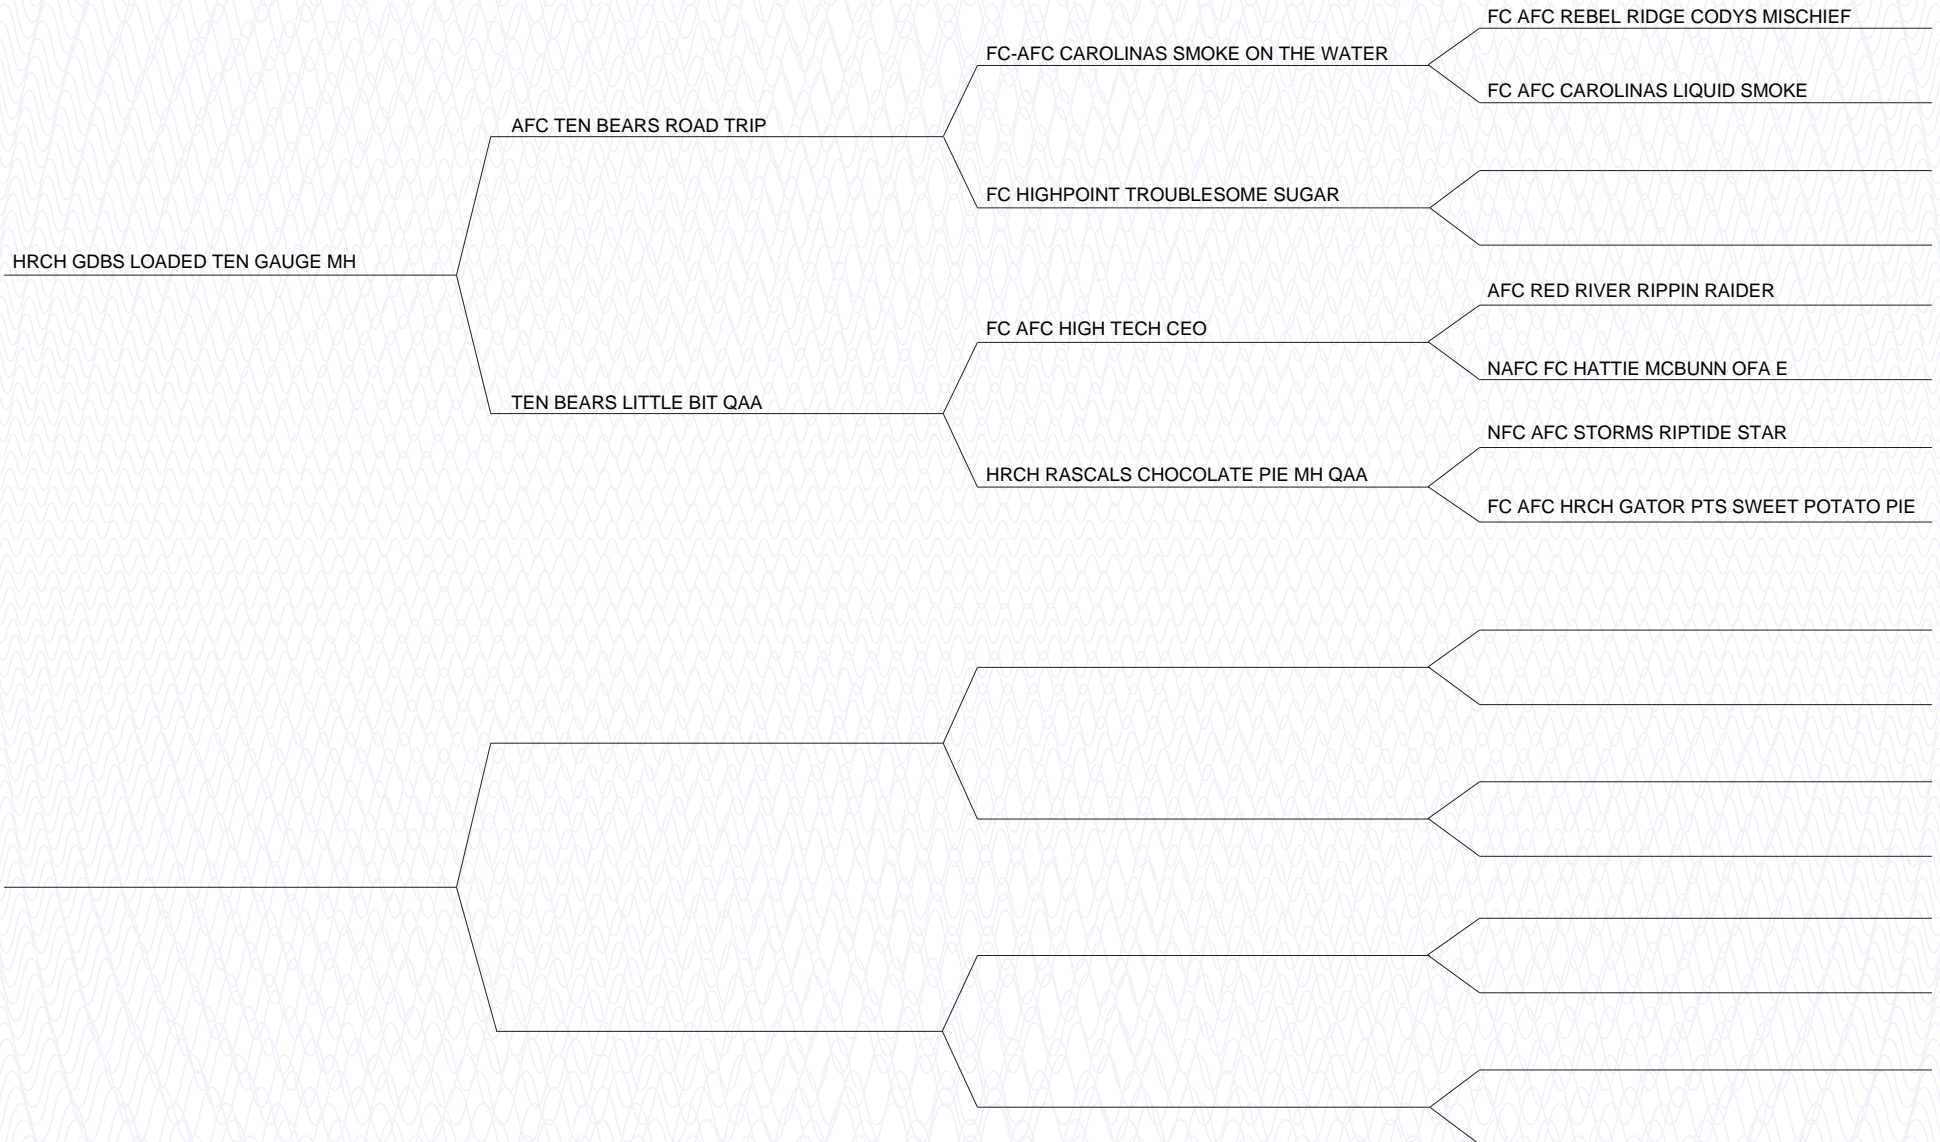 FC AFC REBEL RIDGE CODYS MISCHIEF
FC-AFC CAROLINAS SMOKE ON THE WATER
FC AFC CAROLINAS LIQUID SMOKE
AFC TEN BEARS ROAD TRIP
FC HIGHPOINT TROUBLESOME SUGAR
HRCH GDBS LOADED TEN GAUGE MH
AFC RED RIVER RIPPIN RAIDER
FC AFC HIGH TECH CEO
NAFC FC HATTIE MCBUNN OFA E
TEN BEARS LITTLE BIT QAA
NFC AFC STORMS RIPTIDE STAR
HRCH RASCALS CHOCOLATE PIE MH QAA
FC AFC HRCH GATOR PTS SWEET POTATO PIE